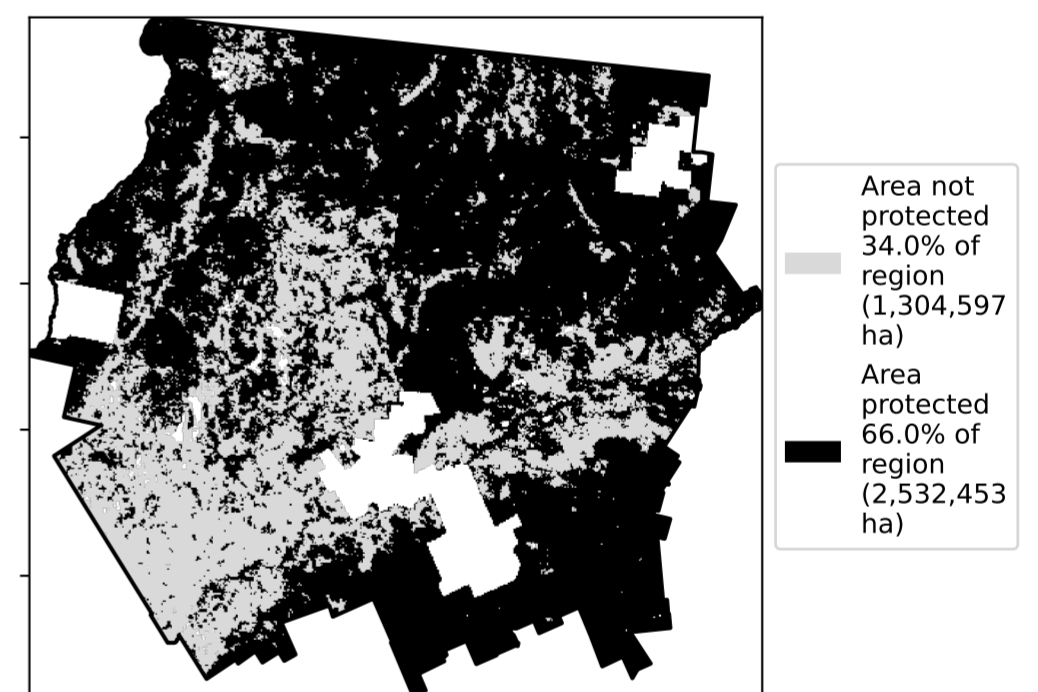 Area not
protected
34.0% of
region
(1,304,597
ha)
Area
protected
66.0% of
region
(2,532,453
ha)